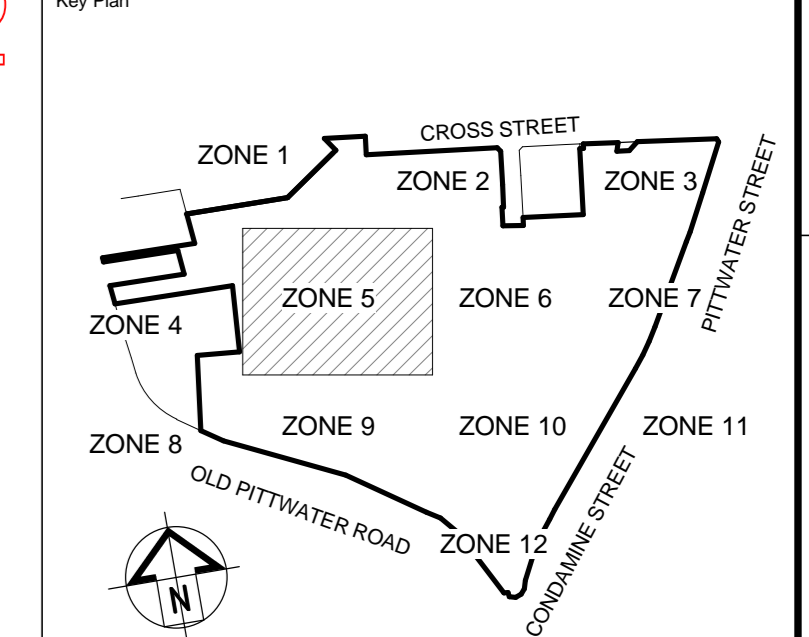 Key Plan
CROSS STREET
ZONE 1
ZONE 2
ZONE 3
PITTWATER STREET
ZONE 5
ZONE 6
ZONE 7
ZONE 4
ZONE 9
ZONE 10
ZONE 11
ZONE 8
OLD PITTWATER ROAD
ZONE 12
CONDAMINE STREET
N